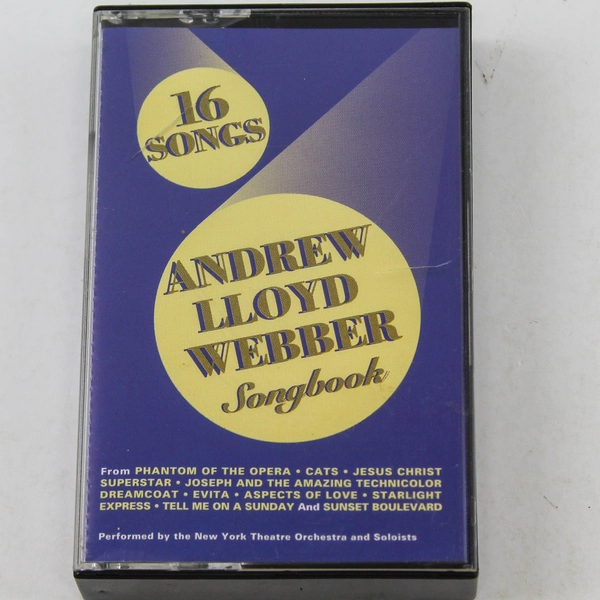 16
SONGS
ANDREW
LLOYD
WEBBER
Songbook
From PHANTOM OF THE OPERA • CATS • JESUS CHRIST
SUPERSTAR • JOSEPH AND THE AMAZING TECHNICOLOR
DREAMCOAT • EVITA • ASPECTS OF LOVE • STARLIGHT
EXPRESS • TELL ME ON A SUNDAY And SUNSET BOULEVARD
Performed by the New York Theatre Orchestra and Soloists